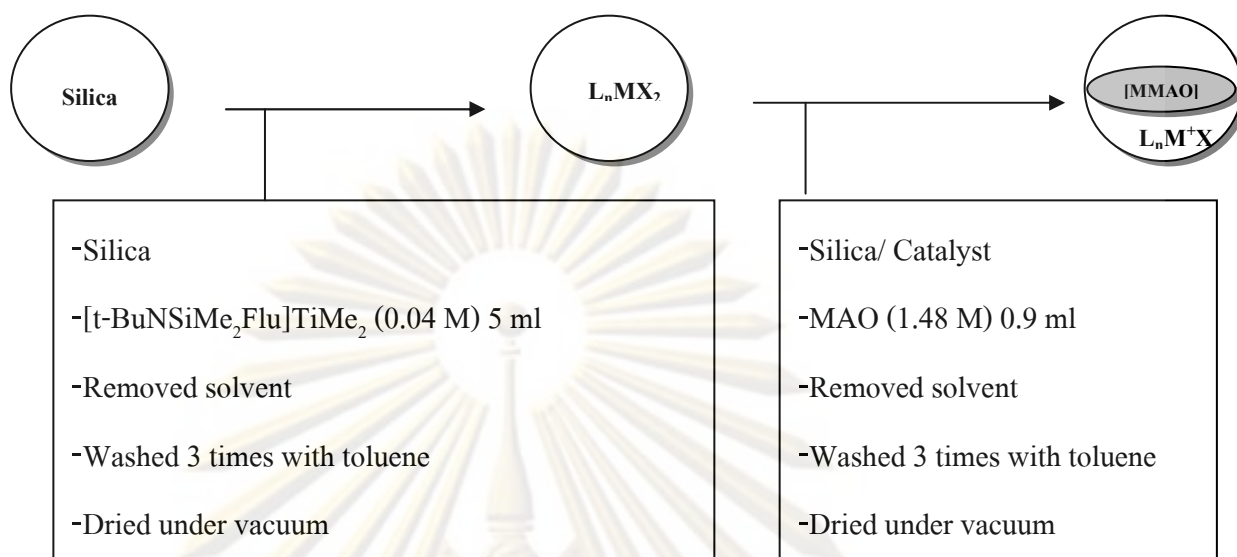 Silica
LₙMX₂
[MMAO]
LₙM⁺X
-Silica
-[t-BuNSiMe₂Flu]TiMe₂ (0.04 M) 5 ml
-Removed solvent
-Washed 3 times with toluene
-Dried under vacuum
-Silica/ Catalyst
-MAO (1.48 M) 0.9 ml
-Removed solvent
-Washed 3 times with toluene
-Dried under vacuum